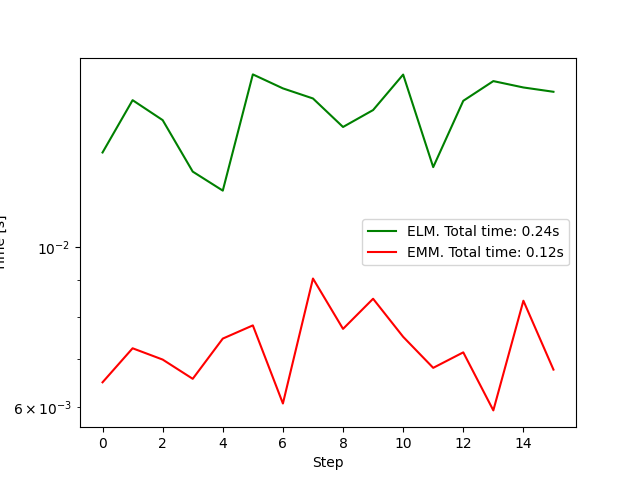 Time [s]
10⁻²
6 × 10⁻³
ELM. Total time: 0.24s
EMM. Total time: 0.12s
0 2 4 6 8 10 12 14
Step